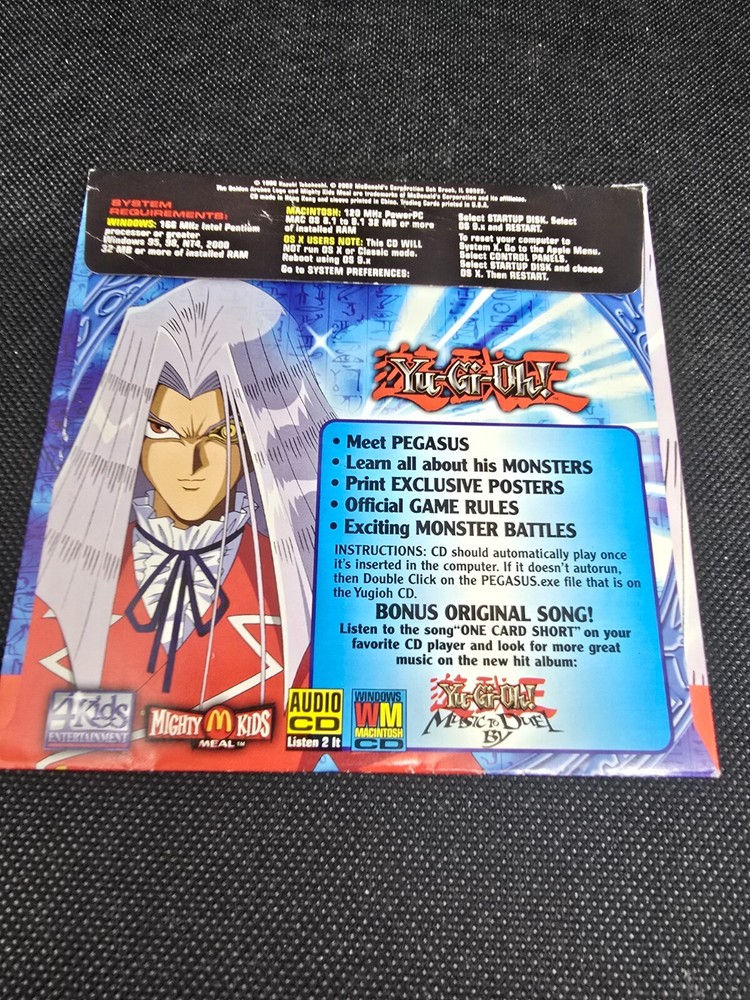 © 1996 Kazuki Takahashi. © 2002 McDonald's Corporation Oak Brook, IL 60523.
The Golden Arches Logo and Mighty Kids Meal are trademarks of McDonald's Corporation and its affiliates.
CD made in Hong Kong and sleeve printed in China. Trading Cards Printed in U.S.A.
SYSTEM
REQUIREMENTS:
WINDOWS: 166 MHz Intel Pentium
processor or greater
Windows 95, 98, NT4, 2000
32 MB or more of installed RAM
MACINTOSH: 120 MHz PowerPC
MAC OS 8.1 to 9.1 32 MB or more
of installed RAM
OS X USERS NOTE: This CD WILL
NOT run OS X or Classic mode.
Reboot using OS 9.x
Go to SYSTEM PREFERENCES:
Select STARTUP DISK. Select
OS 9.x and RESTART.
To reset your computer to
System X. Go to the Apple Menu.
Select CONTROL PANELS.
Select STARTUP DISK and choose
OS X. Then RESTART.
Yu-Gi-Oh!
• Meet PEGASUS
• Learn all about his MONSTERS
• Print EXCLUSIVE POSTERS
• Official GAME RULES
• Exciting MONSTER BATTLES
INSTRUCTIONS: CD should automatically play once
it's inserted in the computer. If it doesn't autorun,
then Double Click on the PEGASUS.exe file that is on
the Yugioh CD.
BONUS ORIGINAL SONG!
Listen to the song"ONE CARD SHORT" on your
favorite CD player and look for more great
music on the new hit album:
Yu-Gi-Oh!
MUSIC TO DUEL
BY
4Kids
ENTERTAINMENT
MIGHTY M KIDS
MEAL™
AUDIO
CD
Listen 2 It
WINDOWS
WM
MACINTOSH
CD